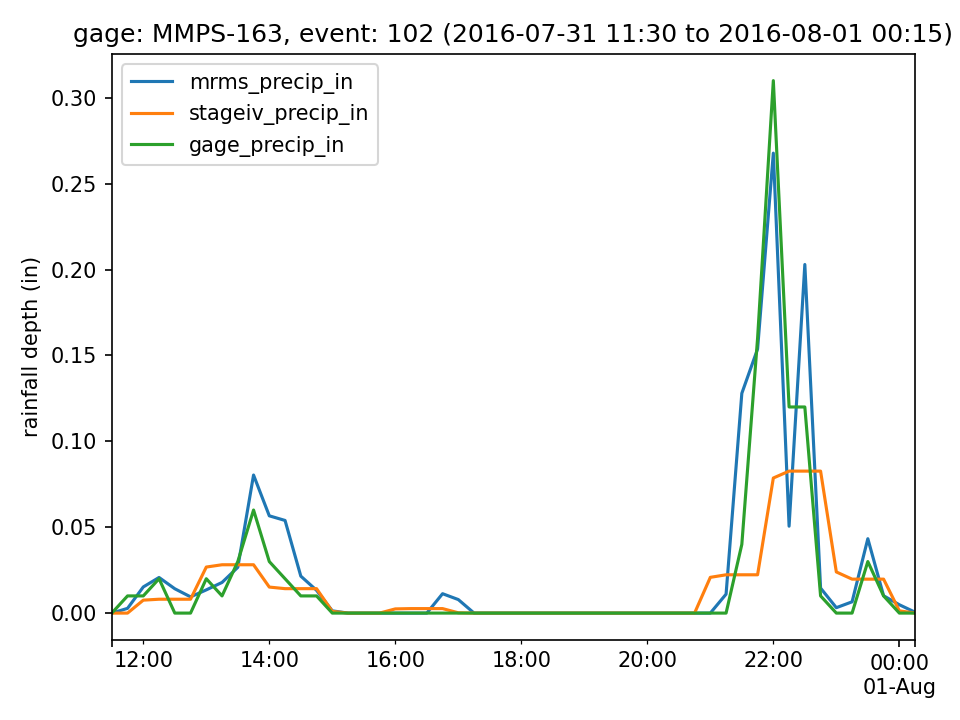 gage: MMPS-163, event: 102 (2016-07-31 11:30 to 2016-08-01 00:15)
mrms_precip_in
stageiv_precip_in
gage_precip_in
rainfall depth (in)
0.30
0.25
0.20
0.15
0.10
0.05
0.00
12:00
14:00
16:00
18:00
20:00
22:00
00:00
01-Aug